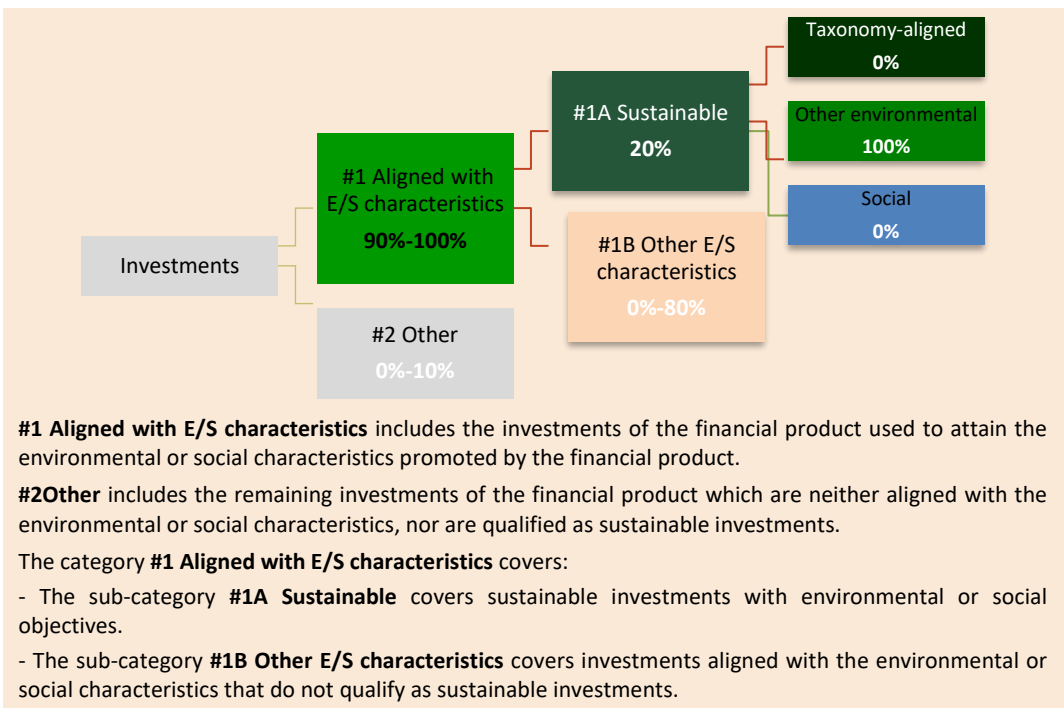 Taxonomy-aligned
0%
#1A Sustainable
20%
Other environmental
100%
#1 Aligned with
E/S characteristics
90%-100%
Social
0%
#1B Other E/S
characteristics
0%-80%
Investments
#2 Other
0%-10%
#1 Aligned with E/S characteristics includes the investments of the financial product used to attain the
environmental or social characteristics promoted by the financial product.
#2Other includes the remaining investments of the financial product which are neither aligned with the
environmental or social characteristics, nor are qualified as sustainable investments.
The category #1 Aligned with E/S characteristics covers:
- The sub-category #1A Sustainable covers sustainable investments with environmental or social
objectives.
- The sub-category #1B Other E/S characteristics covers investments aligned with the environmental or
social characteristics that do not qualify as sustainable investments.